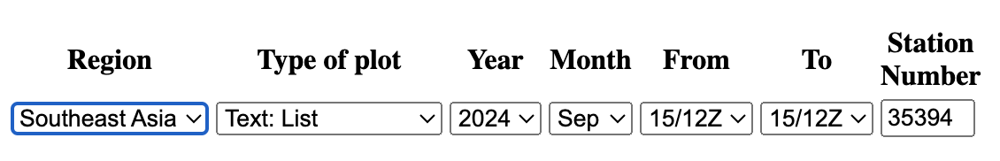 Region Type of plot Year Month From To Station Number
Southeast Asia Text: List 2024 Sep 15/12Z 15/12Z 35394